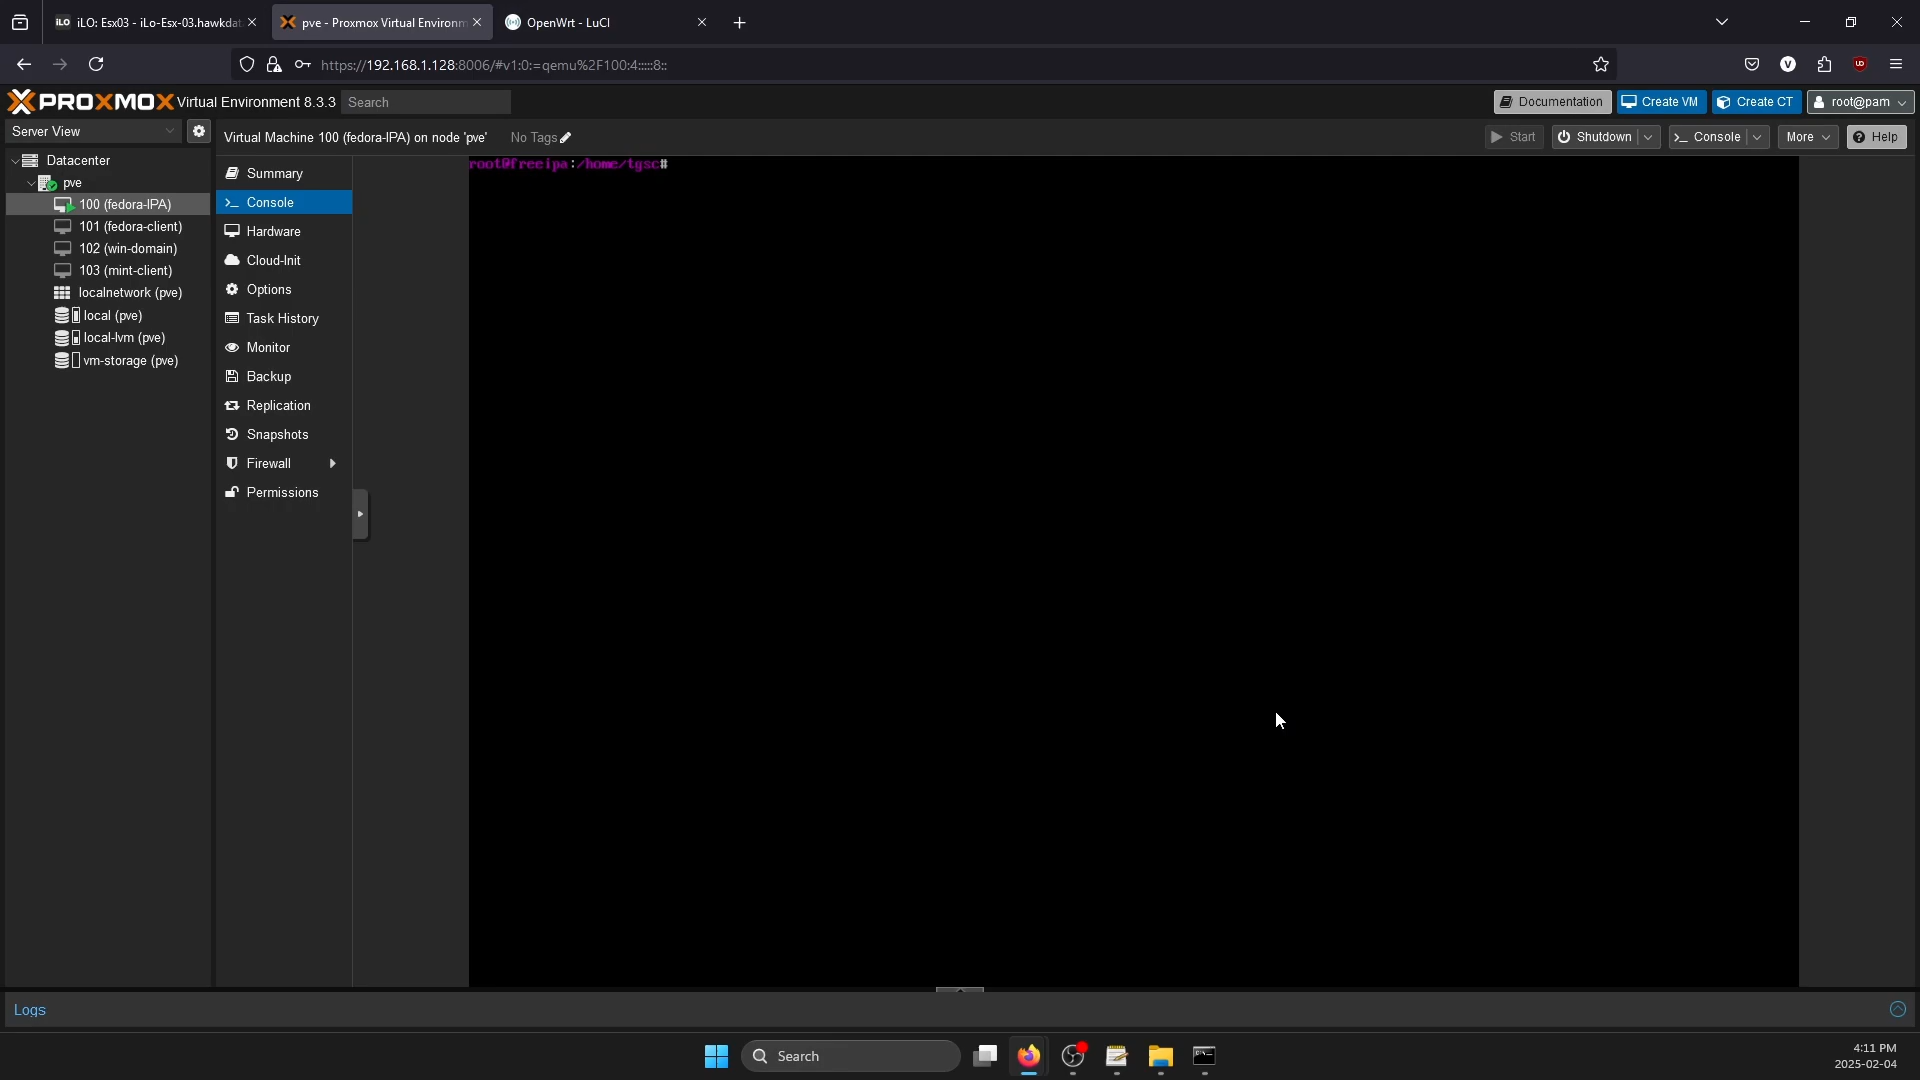 iLO: Esx03 - iLo-Esx-03.hawkdat
pve - Proxmox Virtual Environm
OpenWrt - LuCI
https://192.168.1.128:8006/#v1:0:=qemu%2F100:4:::::8::
PROXMOX Virtual Environment 8.3.3
Search
Documentation
Create VM
Create CT
root@pam
Server View
Virtual Machine 100 (fedora-IPA) on node 'pve'
No Tags
Start
Shutdown
Console
More
Help
Datacenter
pve
100 (fedora-IPA)
101 (fedora-client)
102 (win-domain)
103 (mint-client)
localnetwork (pve)
local (pve)
local-lvm (pve)
vm-storage (pve)
Summary
Console
Hardware
Cloud-Init
Options
Task History
Monitor
Backup
Replication
Snapshots
Firewall
Permissions
root@freeipa:/home/tgsc#
Logs
Search
4:11 PM
2025-02-04